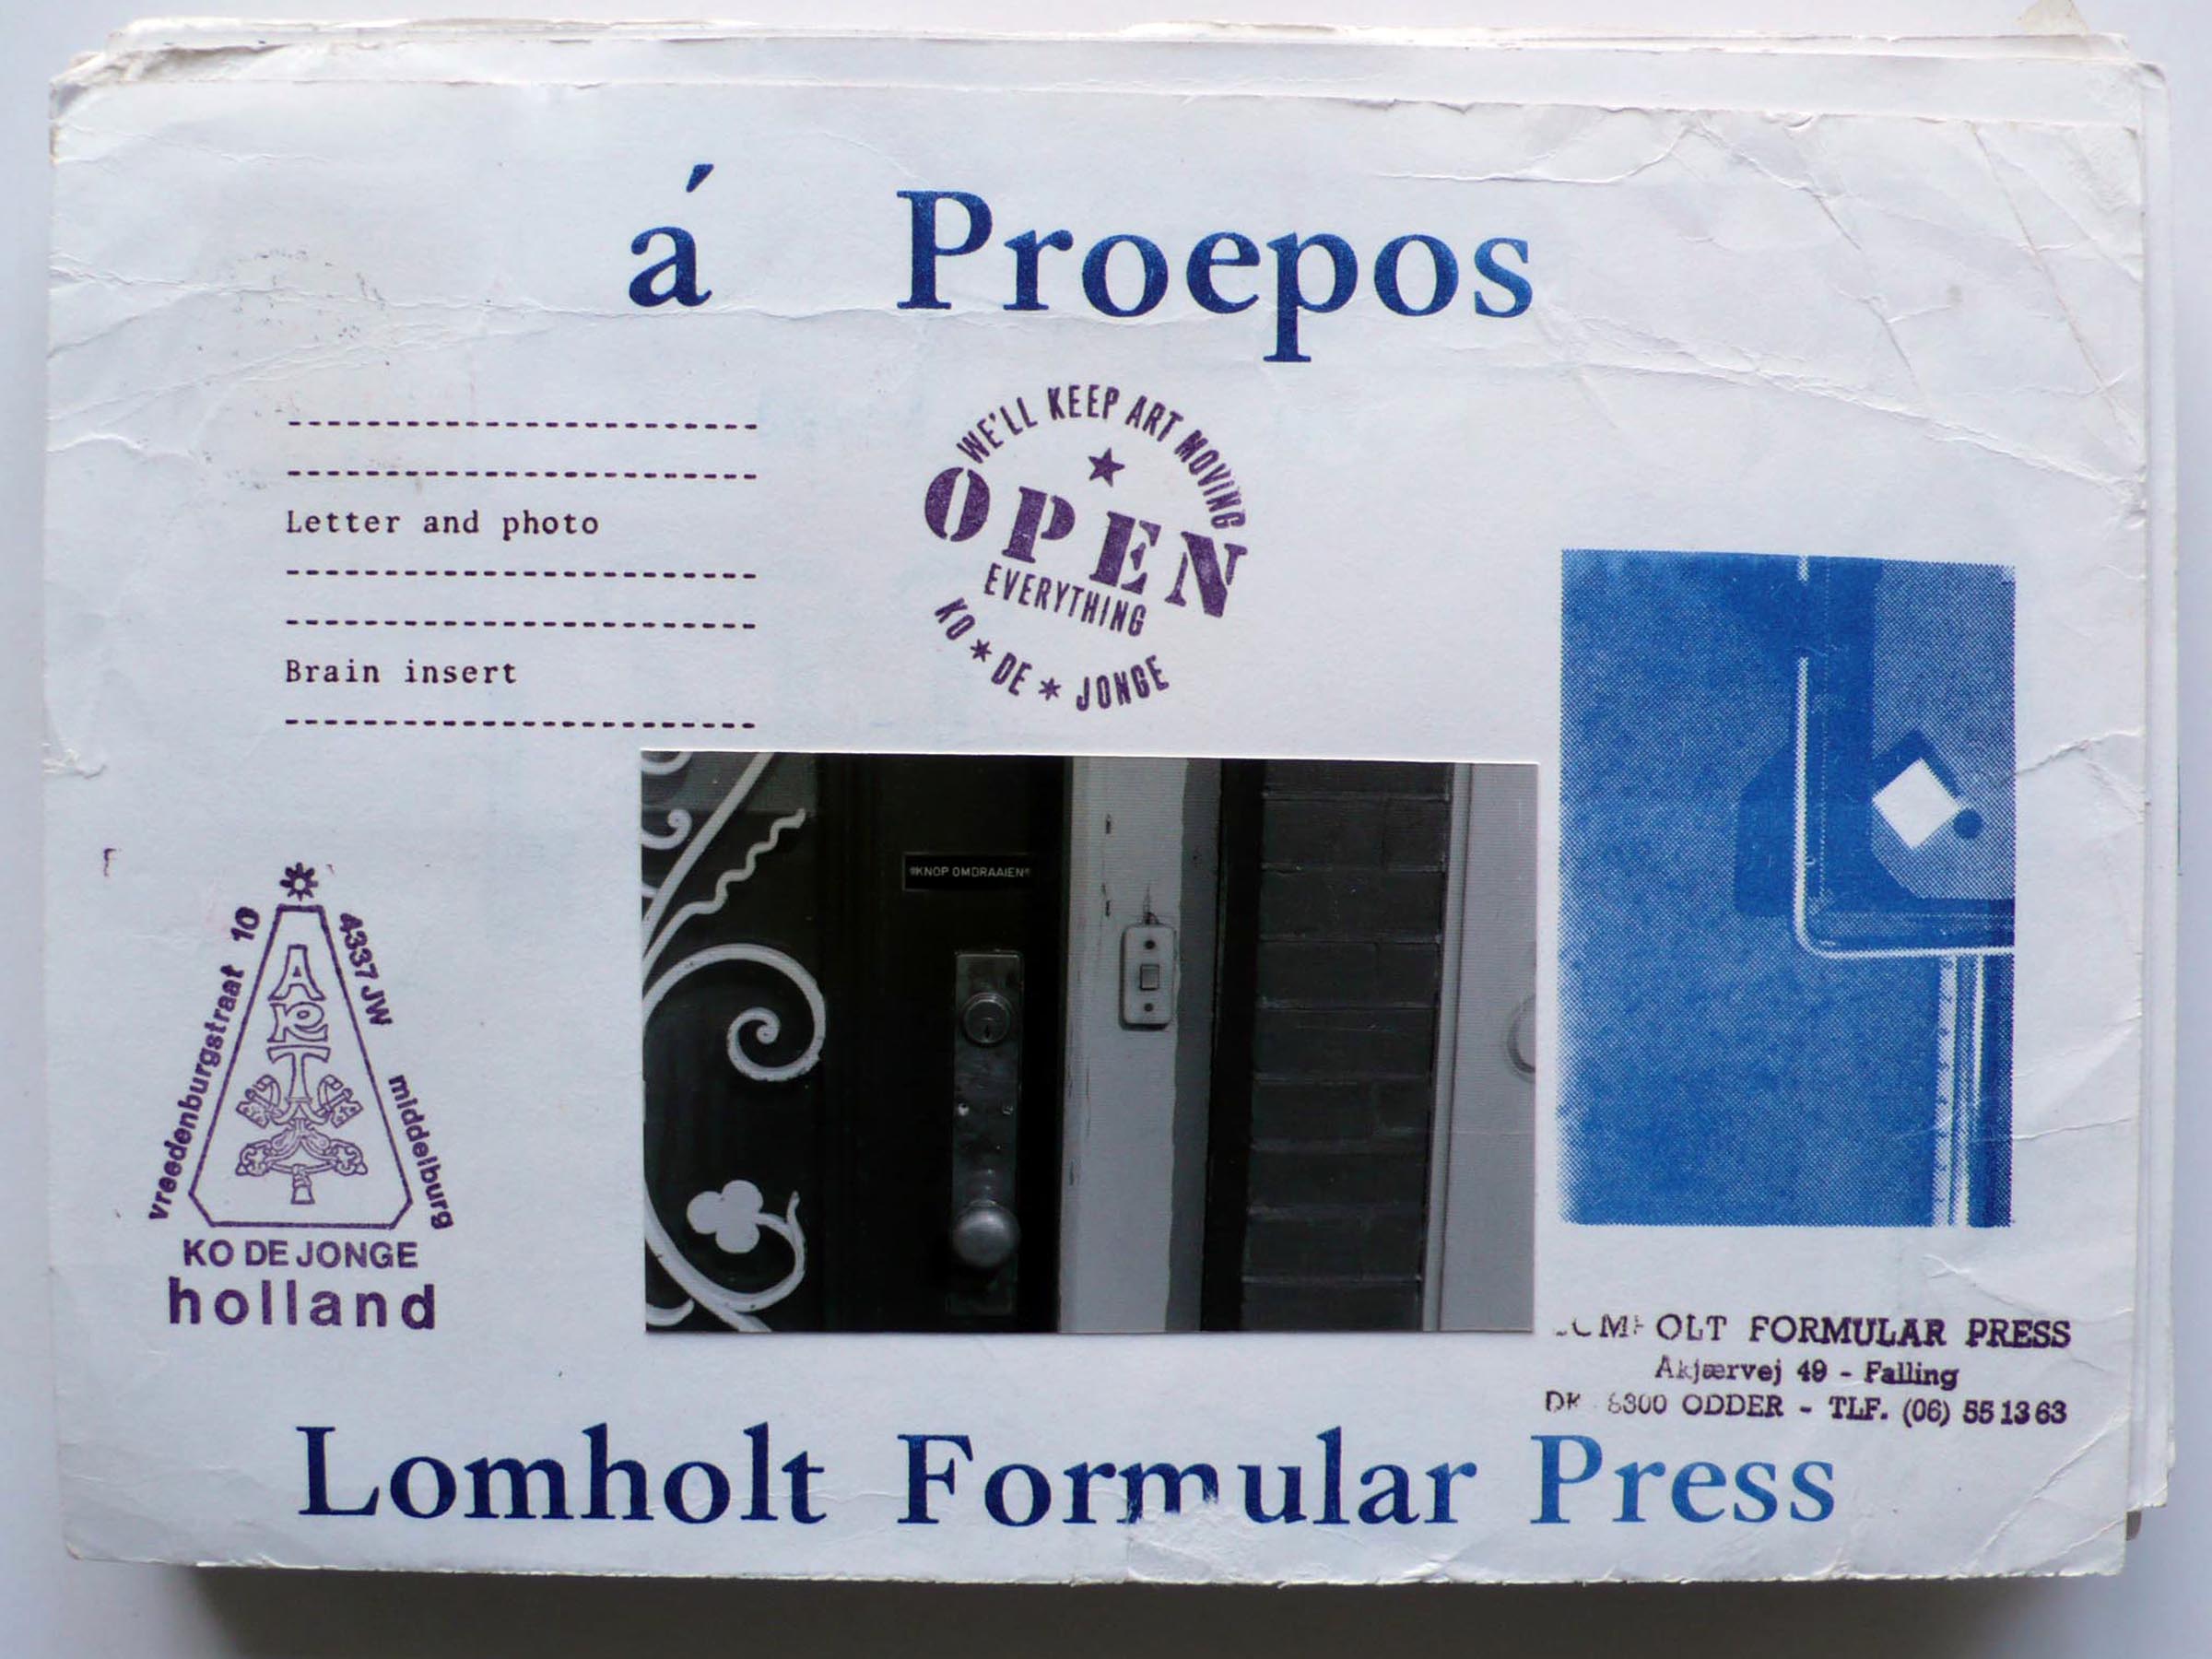 á Proepos
Letter and photo
Brain insert
WE'LL KEEP ART MOVING
OPEN
EVERYTHING
KO * DE * JONGE
*KNOP OMDRAAIEN*
vreedenburgstraat 10
4337 JW middelburg
ART
KO DE JONGE
holland
FORMULAR PRESS
Akjærvej 49 - Falling
ODDER - TLF. (06) 55 13 63
Lomholt Formular Press